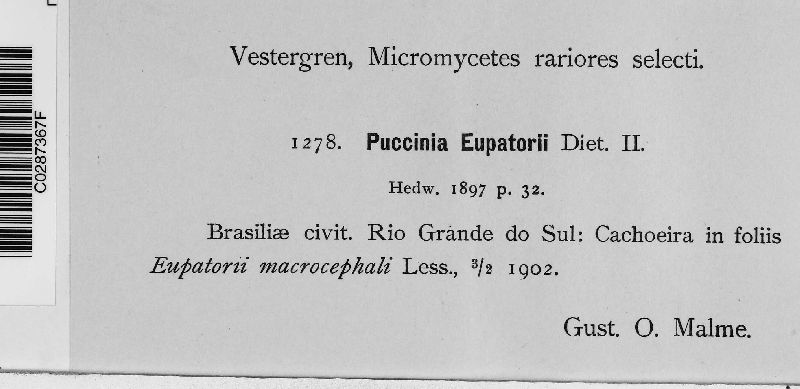 Vestergren, Micromycetes rariores selecti.
1278. Puccinia Eupatorii Diet. II.
Hedw. 1897 p. 32.
Brasiliæ civit. Rio Grande do Sul: Cachoeira in foliis
Eupatorii macrocephali Less., 3/2 1902.
Gust. O. Malme.
C0287367F